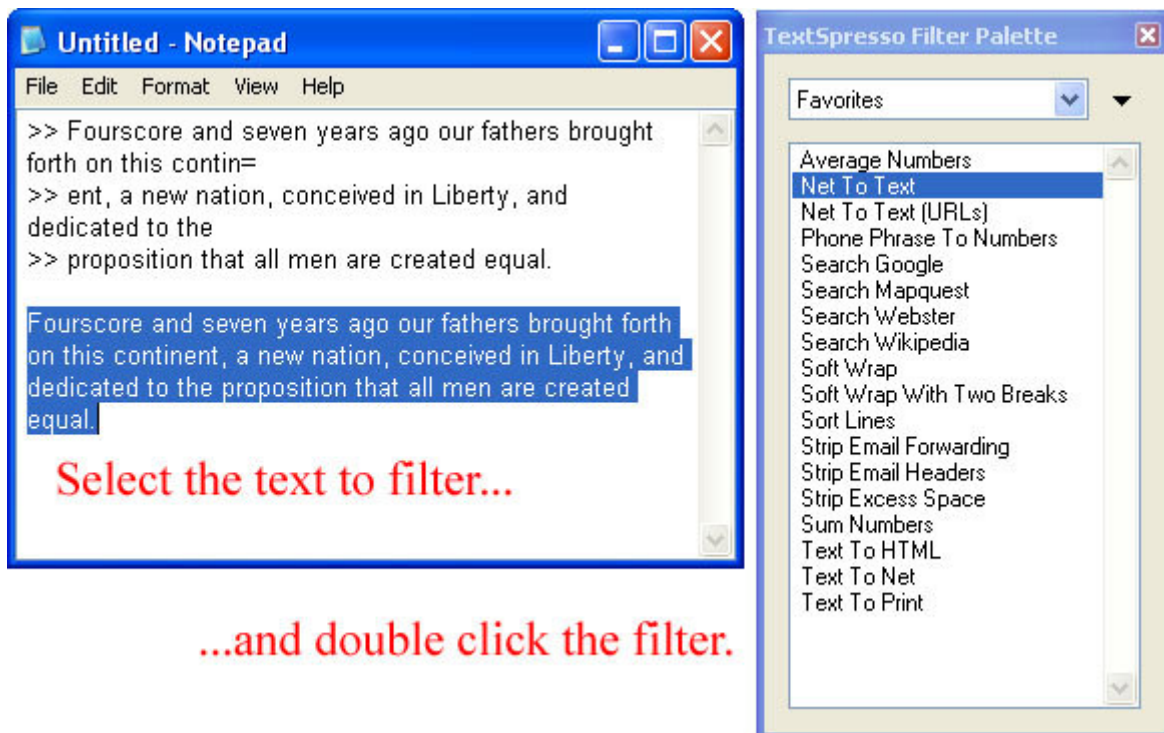 Untitled - Notepad
File Edit Format View Help
>> Fourscore and seven years ago our fathers brought
forth on this contin=
>> ent, a new nation, conceived in Liberty, and
dedicated to the
>> proposition that all men are created equal.
Fourscore and seven years ago our fathers brought forth
on this continent, a new nation, conceived in Liberty, and
dedicated to the proposition that all men are created
equal.
Select the text to filter...
...and double click the filter.
TextSpresso Filter Palette
Favorites
Average Numbers
Net To Text
Net To Text (URLs)
Phone Phrase To Numbers
Search Google
Search Mapquest
Search Webster
Search Wikipedia
Soft Wrap
Soft Wrap With Two Breaks
Sort Lines
Strip Email Forwarding
Strip Email Headers
Strip Excess Space
Sum Numbers
Text To HTML
Text To Net
Text To Print